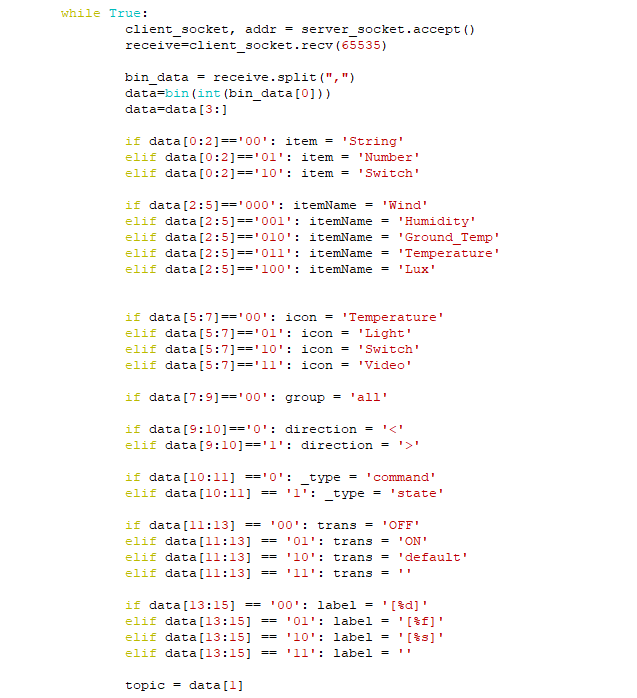 while True:
client_socket, addr = server_socket.accept()
receive=client_socket.recv(65535)
bin_data = receive.split(",")
data=bin(int(bin_data[0]))
data=data[3:]
if data[0:2]=='00': item = 'String'
elif data[0:2]=='01': item = 'Number'
elif data[0:2]=='10': item = 'Switch'
if data[2:5]=='000': itemName = 'Wind'
elif data[2:5]=='001': itemName = 'Humidity'
elif data[2:5]=='010': itemName = 'Ground_Temp'
elif data[2:5]=='011': itemName = 'Temperature'
elif data[2:5]=='100': itemName = 'Lux'
if data[5:7]=='00': icon = 'Temperature'
elif data[5:7]=='01': icon = 'Light'
elif data[5:7]=='10': icon = 'Switch'
elif data[5:7]=='11': icon = 'Video'
if data[7:9]=='00': group = 'all'
if data[9:10]=='0': direction = '<'
elif data[9:10]=='1': direction = '>'
if data[10:11] =='0': _type = 'command'
elif data[10:11] == '1': _type = 'state'
if data[11:13] == '00': trans = 'OFF'
elif data[11:13] == '01': trans = 'ON'
elif data[11:13] == '10': trans = 'default'
elif data[11:13] == '11': trans = ''
if data[13:15] == '00': label = '[%d]'
elif data[13:15] == '01': label = '[%f]'
elif data[13:15] == '10': label = '[%s]'
elif data[13:15] == '11': label = ''
topic = data[1]